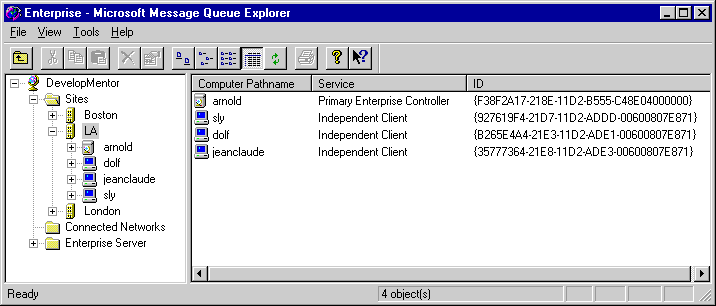 Enterprise - Microsoft Message Queue Explorer
File View Tools Help
DevelopMentor
Sites
Boston
LA
arnold
dolf
jeanclaude
sly
London
Connected Networks
Enterprise Server
Computer Pathname Service ID
arnold Primary Enterprise Controller {F38F2A17-218E-11D2-B555-C48E04000000}
sly Independent Client {927619F4-21D7-11D2-ADDD-00600807E871}
dolf Independent Client {B265E4A4-21E3-11D2-ADE1-00600807E871}
jeanclaude Independent Client {35777364-21E8-11D2-ADE3-00600807E871}
Ready 4 object(s)